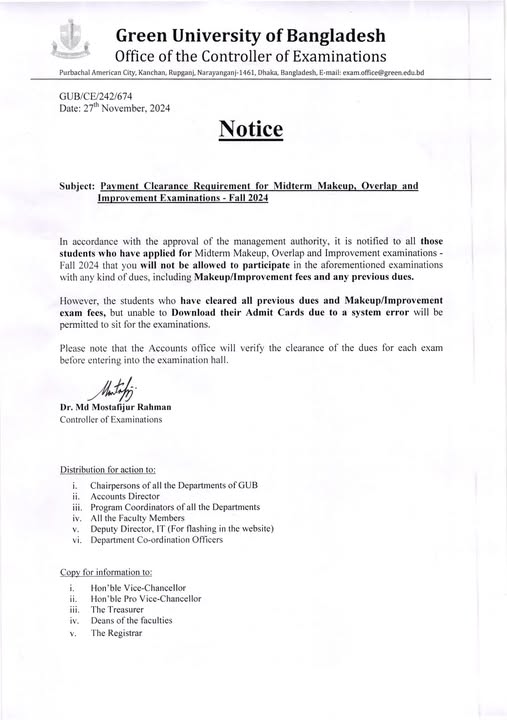 Green University of Bangladesh
Office of the Controller of Examinations
Purbachal American City, Kanchan, Rupganj, Narayanganj-1461, Dhaka, Bangladesh, E-mail: exam.office@green.edu.bd
GUB/CE/242/674
Date: 27th November, 2024
Notice
Subject: Payment Clearance Requirement for Midterm Makeup, Overlap and
Improvement Examinations - Fall 2024
In accordance with the approval of the management authority, it is notified to all those
students who have applied for Midterm Makeup, Overlap and Improvement examinations -
Fall 2024 that you will not be allowed to participate in the aforementioned examinations
with any kind of dues, including Makeup/Improvement fees and any previous dues.
However, the students who have cleared all previous dues and Makeup/Improvement
exam fees, but unable to Download their Admit Cards due to a system error will be
permitted to sit for the examinations.
Please note that the Accounts office will verify the clearance of the dues for each exam
before entering into the examination hall.
Dr. Md Mostafijur Rahman
Controller of Examinations
Distribution for action to:
i. Chairpersons of all the Departments of GUB
ii. Accounts Director
iii. Program Coordinators of all the Departments
iv. All the Faculty Members
v. Deputy Director, IT (For flashing in the website)
vi. Department Co-ordination Officers
Copy for information to:
i. Hon'ble Vice-Chancellor
ii. Hon'ble Pro Vice-Chancellor
iii. The Treasurer
iv. Deans of the faculties
v. The Registrar